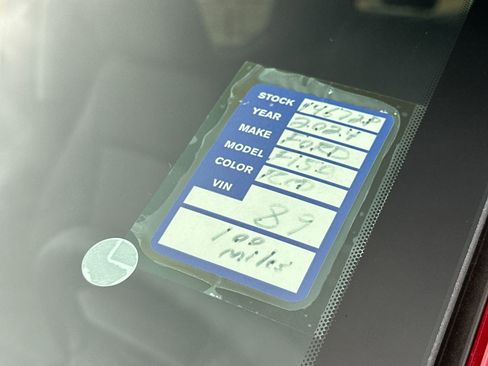 STOCK
YEAR 2024
MAKE FORD
MODEL F150
COLOR RED
VIN
89
100
miles